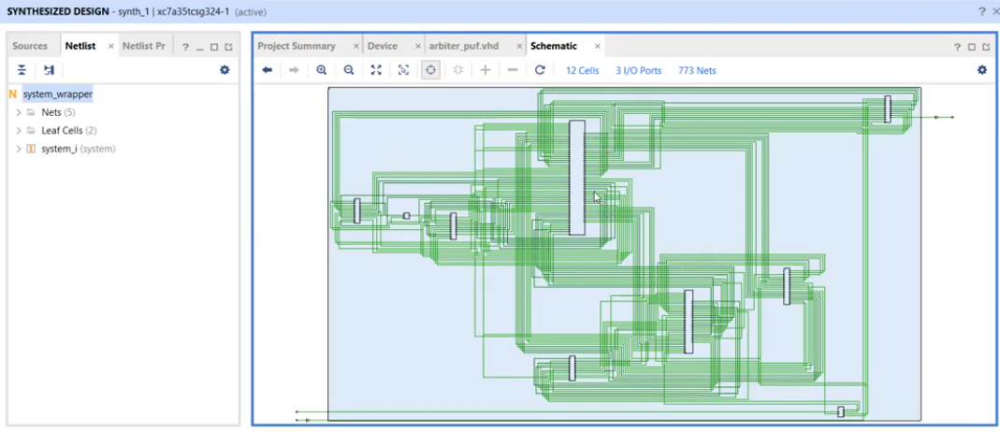 SYNTHESIZED DESIGN - synth_1 | xc7a35tcsg324-1 (active)
Sources Netlist Netlist Pr
N system_wrapper
Nets (5)
Leaf Cells (2)
system_i (system)
Project Summary Device arbiter_puf.vhd Schematic
12 Cells 3 I/O Ports 773 Nets